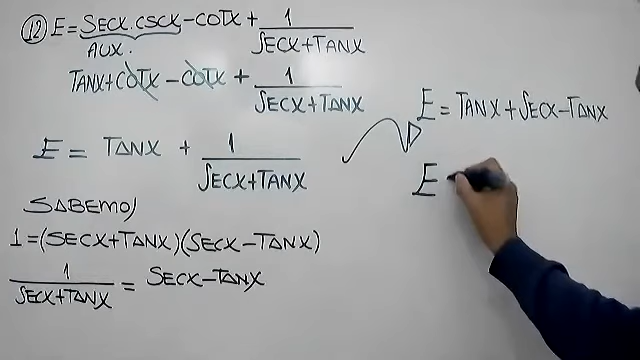 12 E = SECX.CSCX - COTX + 1/(SECX+TANX)
AUX.
TANX + COTX - COTX + 1/(SECX+TANX)
E = TANX + 1/(SECX+TANX)
SABEMOS
1 = (SECX+TANX)(SECX-TANX)
1/(SECX+TANX) = SECX-TANX
E = TANX + SECX - TANX
E